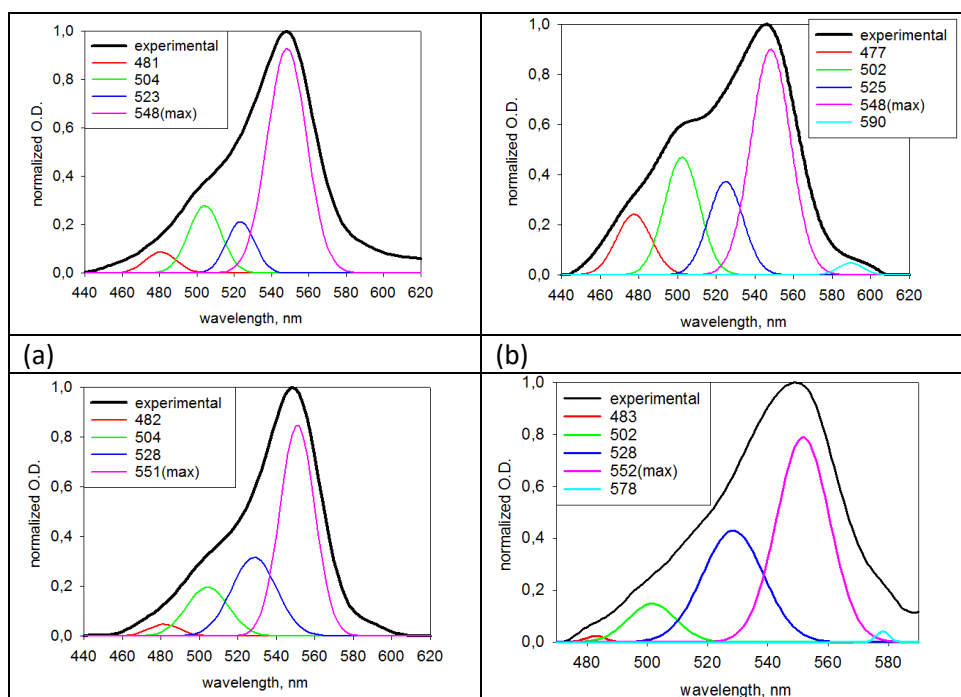 1,0
0,8
0,6
0,4
0,2
0,0
normalized O.D.
experimental
481
504
523
548(max)
440 460 480 500 520 540 560 580 600 620
wavelength, nm
1,0
0,8
0,6
0,4
0,2
0,0
normalized O.D.
experimental
477
502
525
548(max)
590
440 460 480 500 520 540 560 580 600 620
wavelength, nm
(a)
(b)
1,0
0,8
0,6
0,4
0,2
0,0
normalized O.D.
experimental
482
504
528
551(max)
440 460 480 500 520 540 560 580 600 620
wavelength, nm
1,0
0,8
0,6
0,4
0,2
0,0
normalized O.D.
experimental
483
502
528
552(max)
578
480 500 520 540 560 580
wavelength, nm